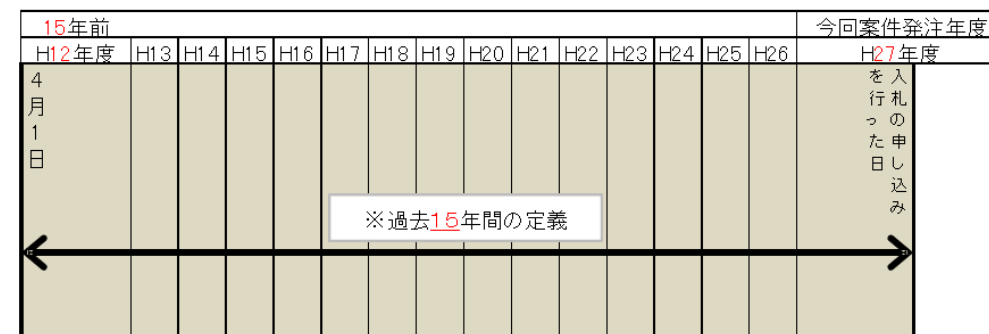 15年前 今回案件発注年度
H12年度 H13 H14 H15 H16 H17 H18 H19 H20 H21 H22 H23 H24 H25 H26 H27年度
4月1日
入札の申し込み
を行った日
※過去15年間の定義